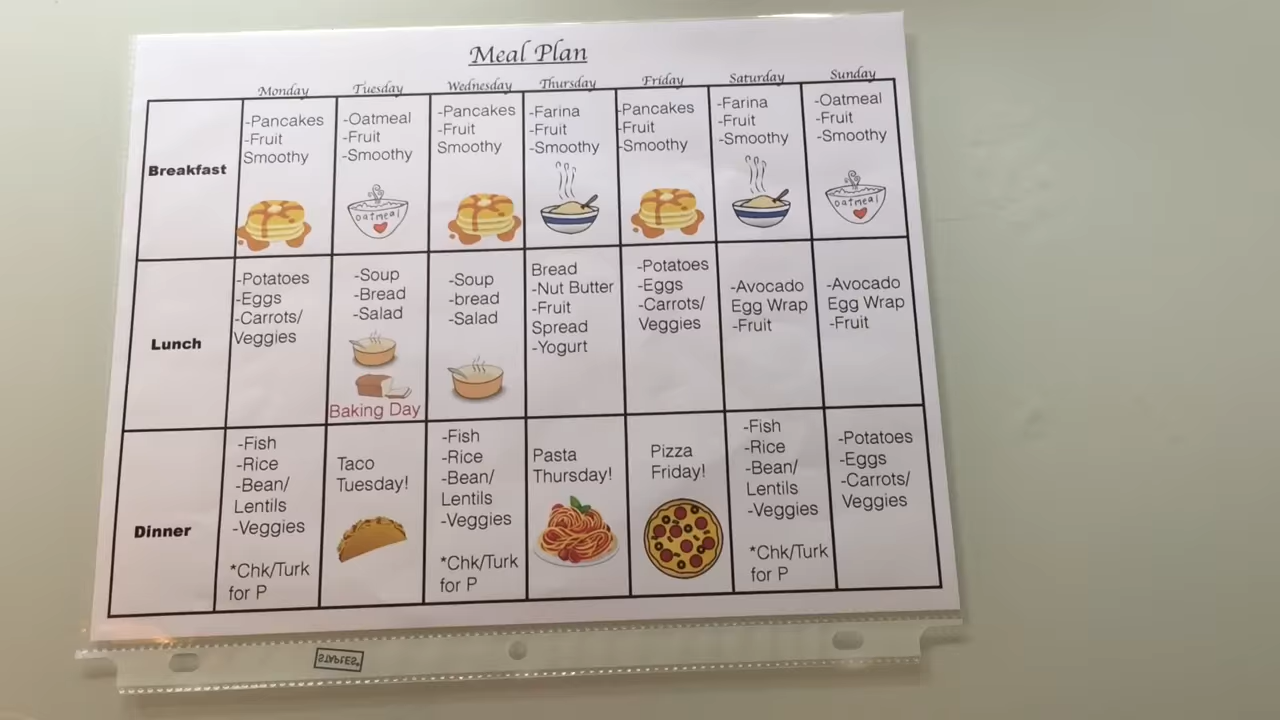 Meal Plan
Monday Tuesday Wednesday Thursday Friday Saturday Sunday
Breakfast
-Pancakes
-Fruit
Smoothy
-Oatmeal
-Fruit
-Smoothy
oatmeal
-Pancakes
-Fruit
Smoothy
-Farina
-Fruit
-Smoothy
-Pancakes
-Fruit
-Smoothy
-Farina
-Fruit
-Smoothy
-Oatmeal
-Fruit
-Smoothy
oatmeal
Lunch
-Potatoes
-Eggs
-Carrots/
Veggies
-Soup
-Bread
-Salad
Baking Day
-Soup
-bread
-Salad
Bread
-Nut Butter
-Fruit
Spread
-Yogurt
-Potatoes
-Eggs
-Carrots/
Veggies
-Avocado
Egg Wrap
-Fruit
-Avocado
Egg Wrap
-Fruit
Dinner
-Fish
-Rice
-Bean/
Lentils
-Veggies
*Chk/Turk
for P
Taco
Tuesday!
-Fish
-Rice
-Bean/
Lentils
-Veggies
*Chk/Turk
for P
Pasta
Thursday!
Pizza
Friday!
-Fish
-Rice
-Bean/
Lentils
-Veggies
*Chk/Turk
for P
-Potatoes
-Eggs
-Carrots/
Veggies
STAPLES